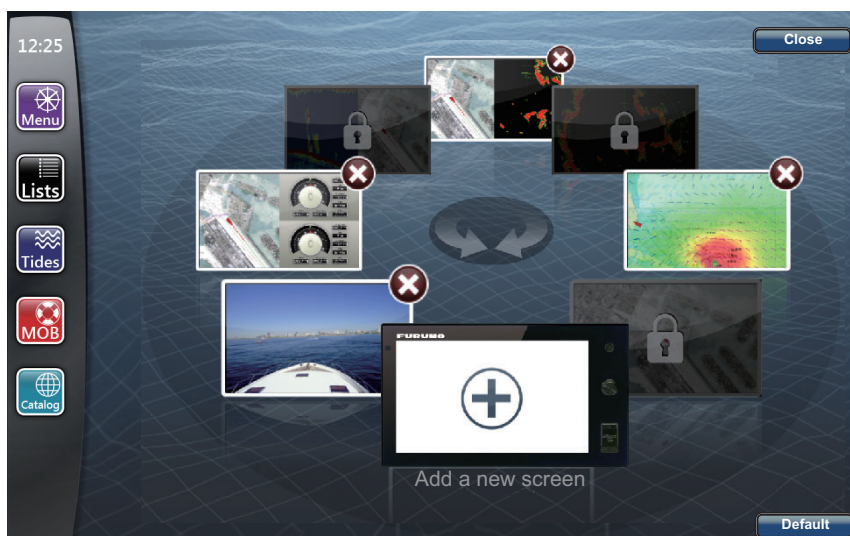 12:25
Close
Menu
Lists
Tides
MOB
Catalog
FURUNO
Add a new screen
Default